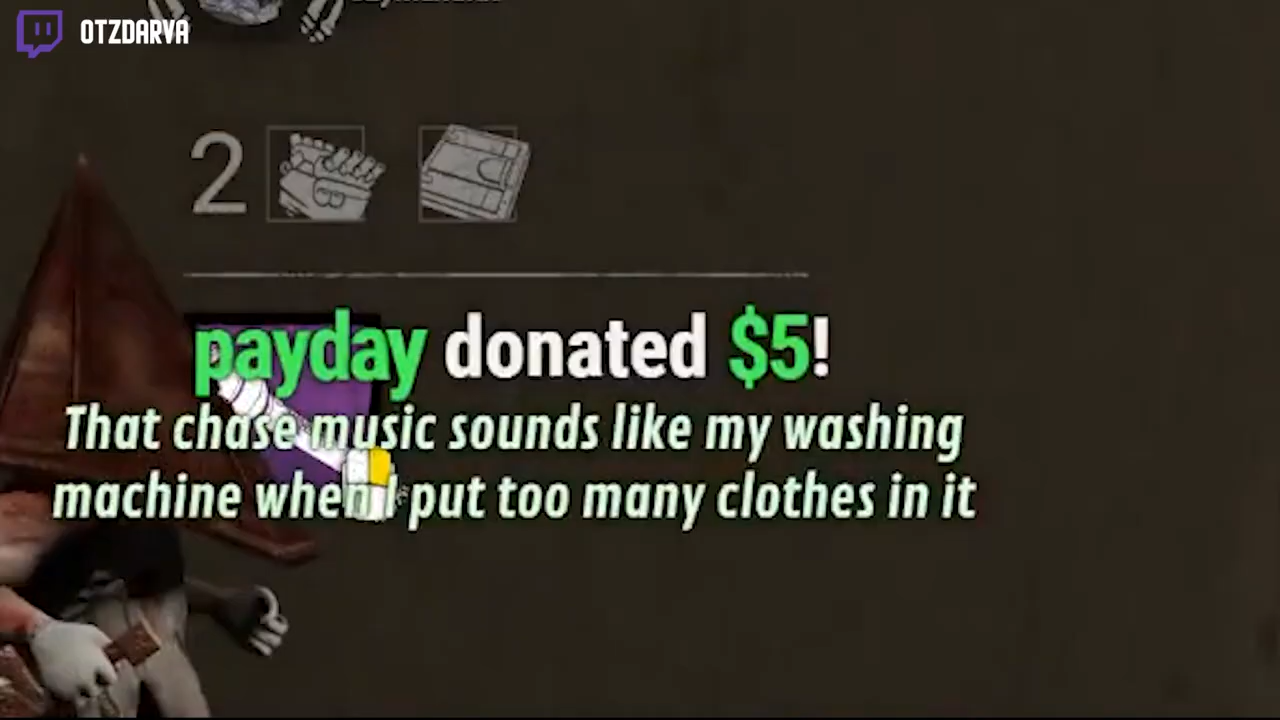 OTZDARVA
2
payday donated $5!
That chase music sounds like my washing
machine when I put too many clothes in it